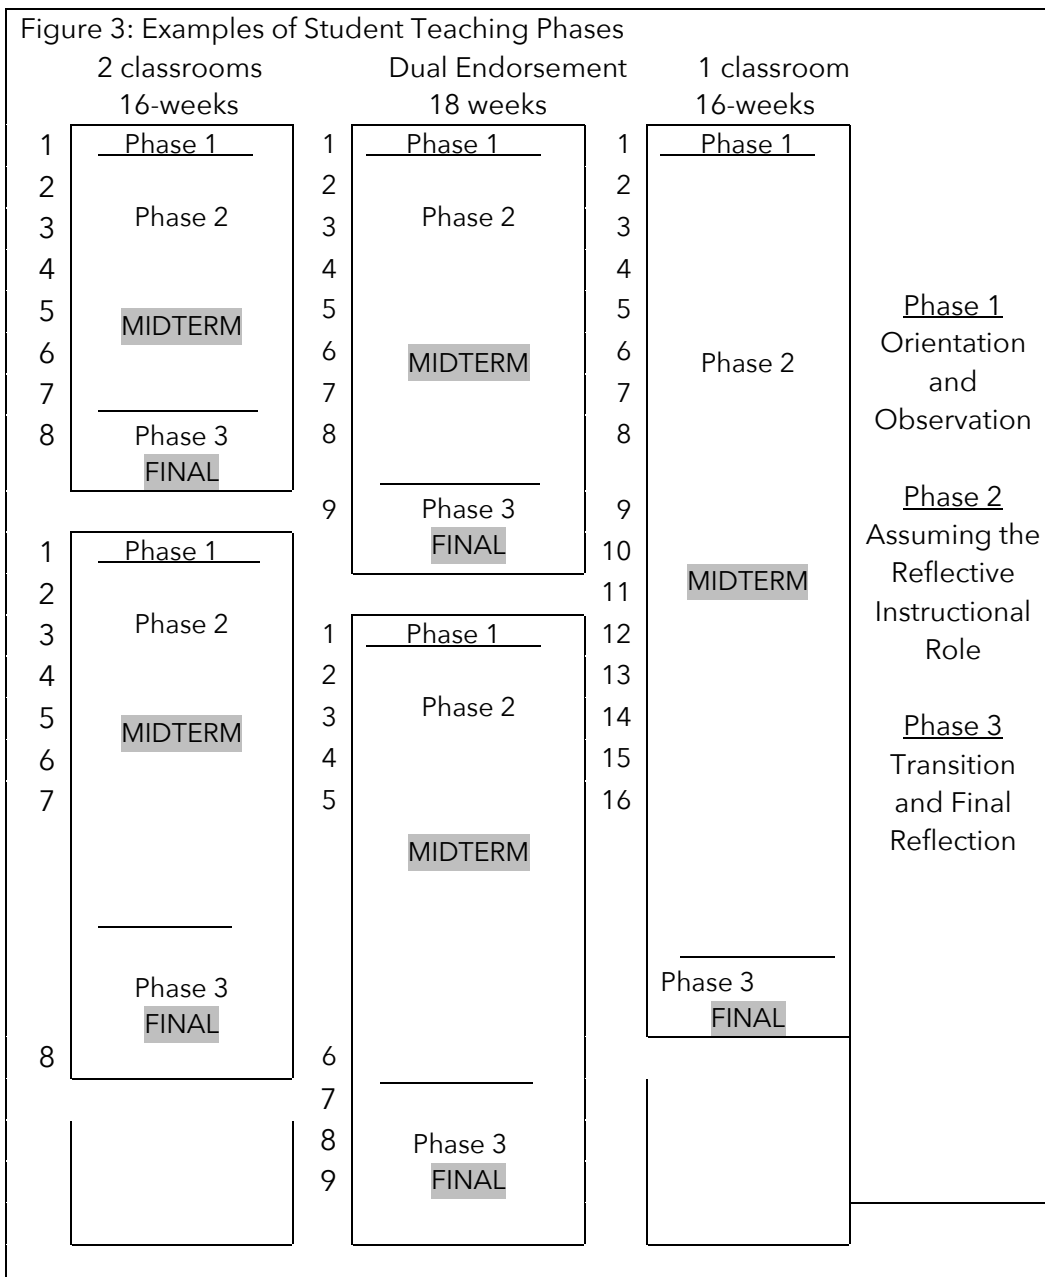 Figure 3: Examples of Student Teaching Phases
2 classrooms
16-weeks
1
Phase 1
2
3
Phase 2
4
5
MIDTERM
6
7
8
Phase 3
FINAL
1
Phase 1
2
3
Phase 2
4
5
MIDTERM
6
7
Phase 3
FINAL
8
Dual Endorsement
18 weeks
1
Phase 1
2
3
Phase 2
4
5
6
MIDTERM
7
8
9
Phase 3
FINAL
1
Phase 1
2
3
Phase 2
4
5
MIDTERM
6
7
8
Phase 3
9
FINAL
1 classroom
16-weeks
1
Phase 1
2
3
4
5
6
Phase 2
7
8
9
10
11
MIDTERM
12
13
14
15
16
Phase 3
FINAL
Phase 1
Orientation
and
Observation
Phase 2
Assuming the
Reflective
Instructional
Role
Phase 3
Transition
and Final
Reflection